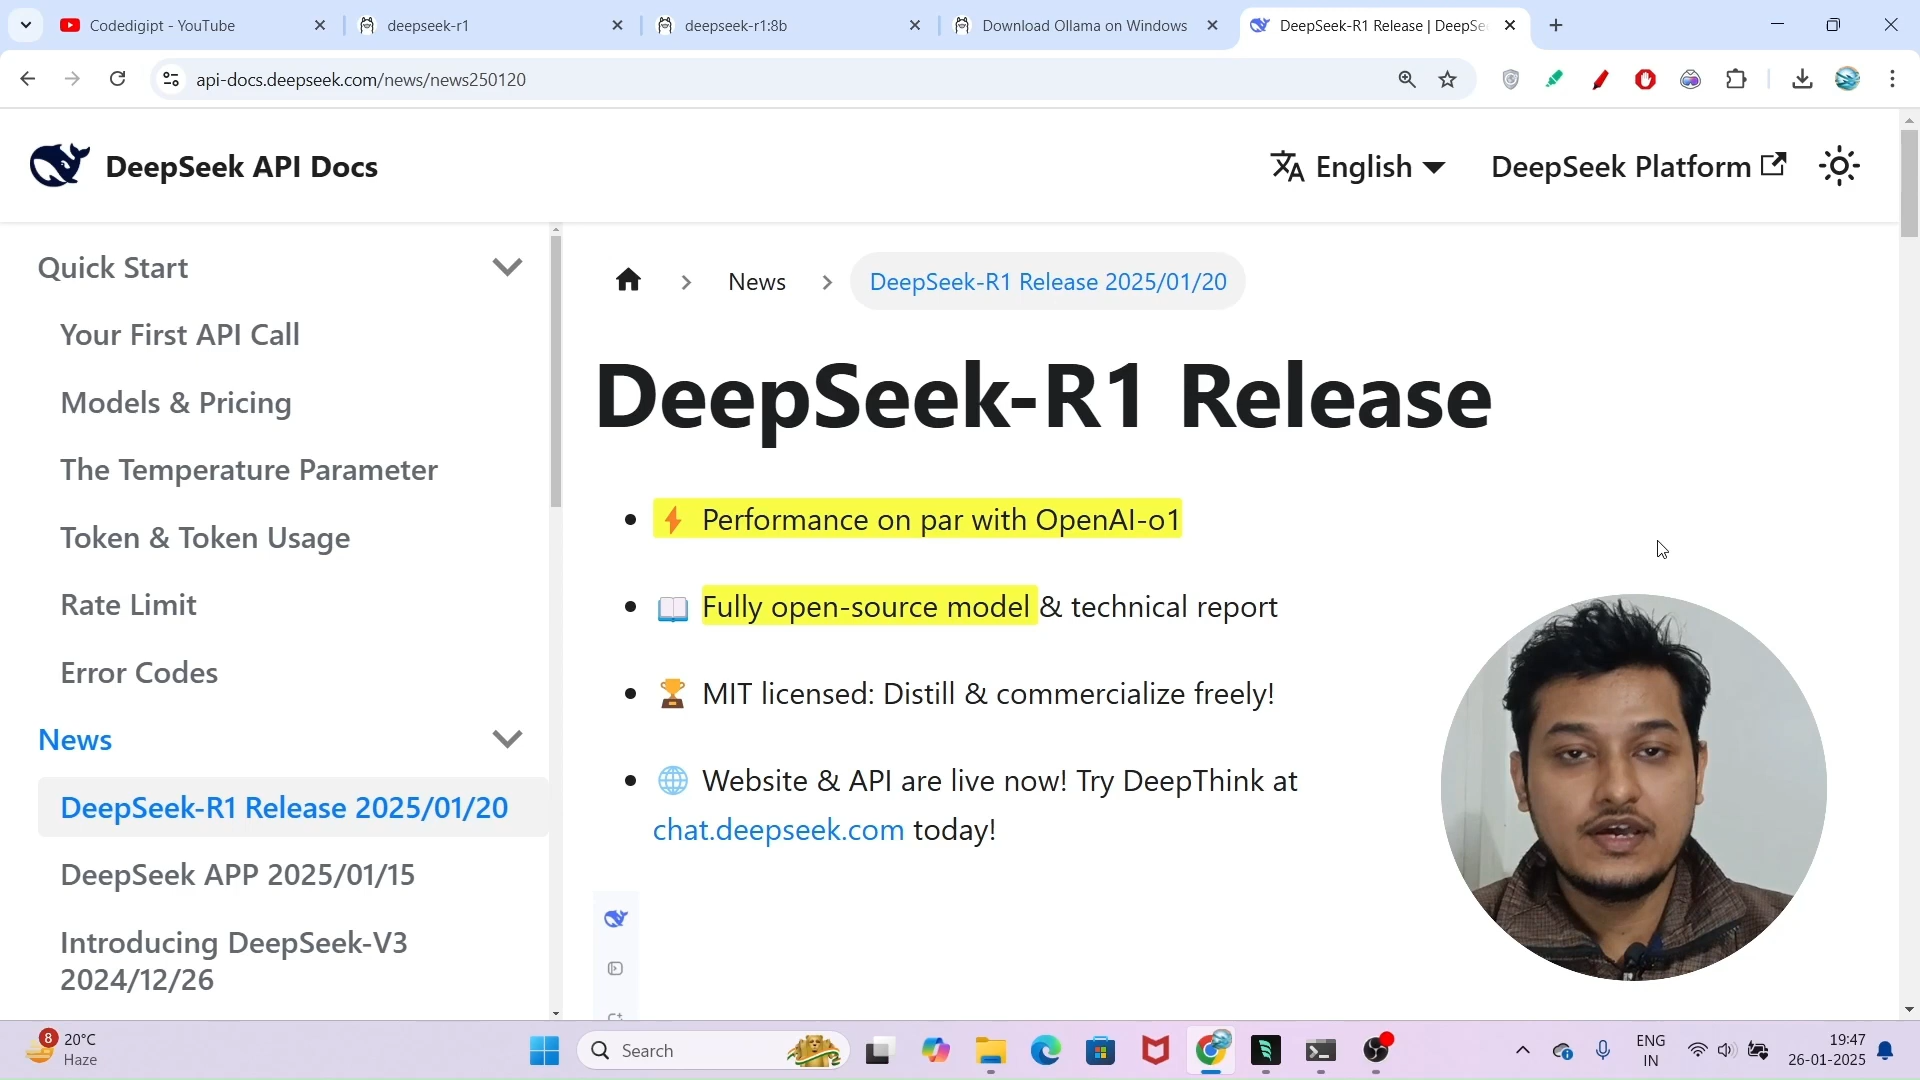 Codedigipt - YouTube
deepseek-r1
deepseek-r1:8b
Download Ollama on Windows
DeepSeek-R1 Release | DeepSe
api-docs.deepseek.com/news/news250120
DeepSeek API Docs
English
DeepSeek Platform
Quick Start
Your First API Call
Models & Pricing
The Temperature Parameter
Token & Token Usage
Rate Limit
Error Codes
News
DeepSeek-R1 Release 2025/01/20
DeepSeek APP 2025/01/15
Introducing DeepSeek-V3
2024/12/26
News
DeepSeek-R1 Release 2025/01/20
DeepSeek-R1 Release
⚡ Performance on par with OpenAI-o1
📖 Fully open-source model & technical report
🏆 MIT licensed: Distill & commercialize freely!
🌐 Website & API are live now! Try DeepThink at
chat.deepseek.com today!
8
20°C
Haze
Search
ENG
IN
19:47
26-01-2025